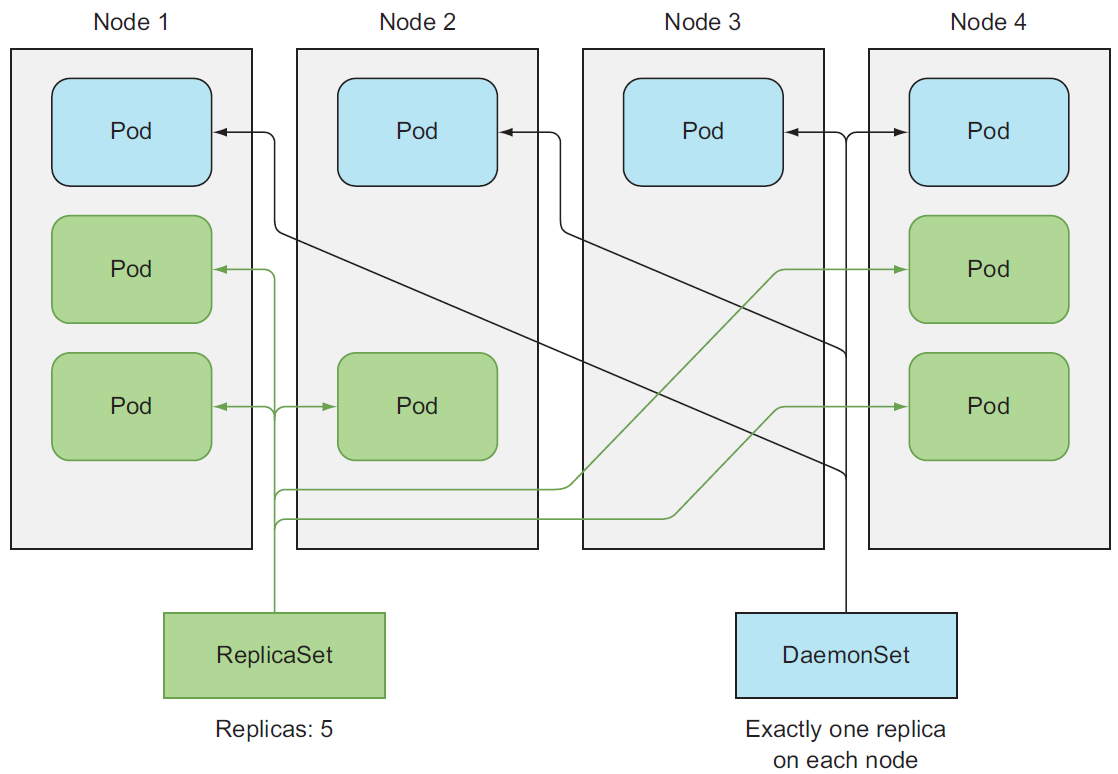 Node 1
Node 2
Node 3
Node 4
Pod
Pod
Pod
Pod
Pod
Pod
Pod
Pod
Pod
ReplicaSet
DaemonSet
Replicas: 5
Exactly one replica
on each node